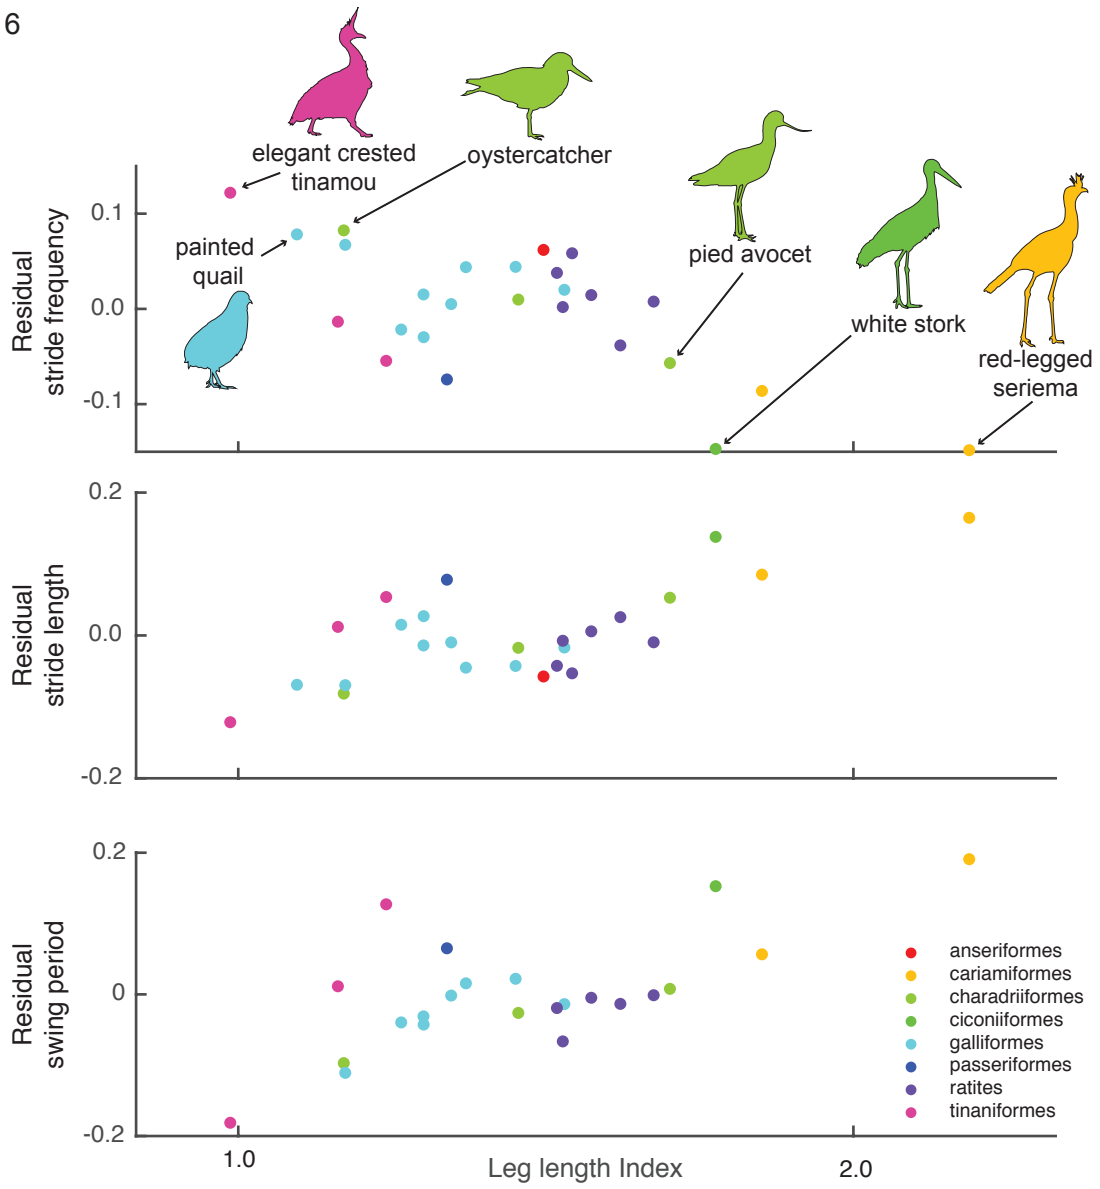 6
elegant crested
tinamou
oystercatcher
painted
quail
pied avocet
white stork
red-legged
seriema
Residual
stride frequency
0.1
0.0
-0.1
Residual
stride length
0.2
0.0
-0.2
Residual
swing period
0.2
0
-0.2
anseriformes
cariamiformes
charadriiformes
ciconiiformes
galliformes
passeriformes
ratites
tinaniformes
1.0
Leg length Index
2.0